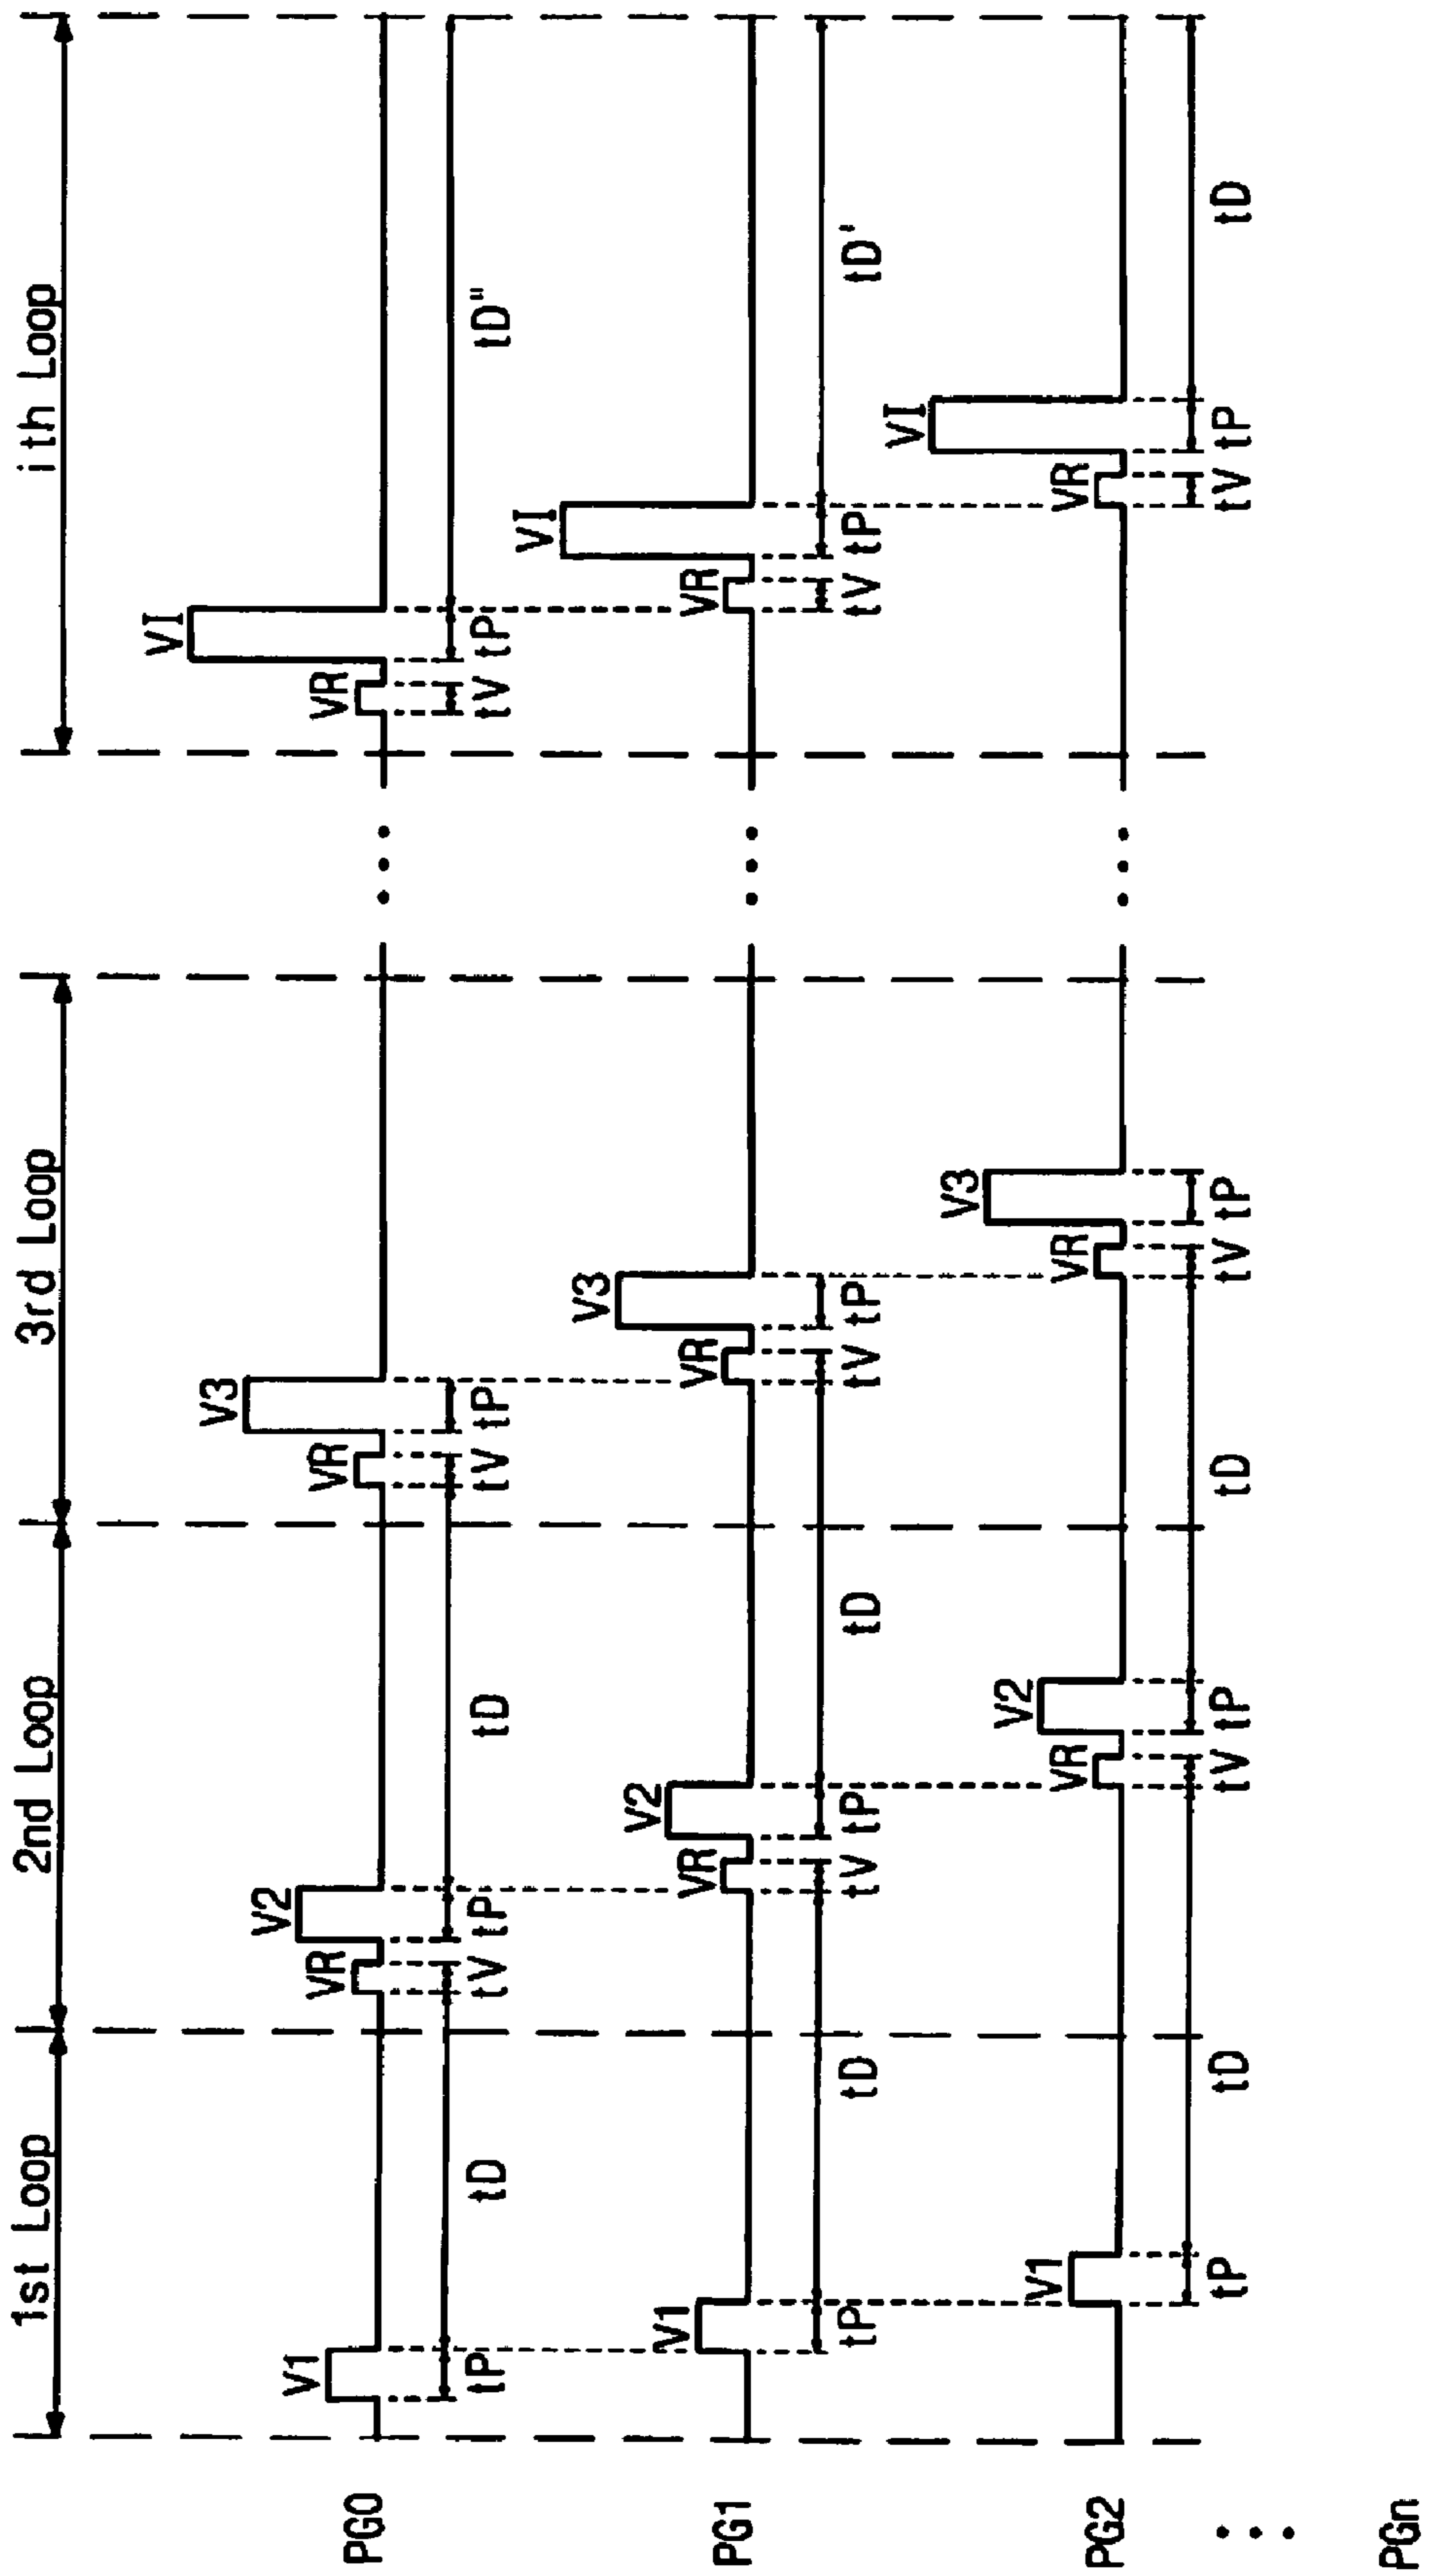 1st Loop 2nd Loop 3rd Loop ith Loop
V1 VR V2 VR V3 VR VI
PG0
tP tD tV tP tD tV tP tV tP tD"
V1 VR V2 VR V3 VR VI
PG1
tP tD tV tP tD tV tP tV tP tD'
V1 VR V2 VR V3 VR VI
PG2
tP tD tV tP tD tV tP tV tP tD
PGn